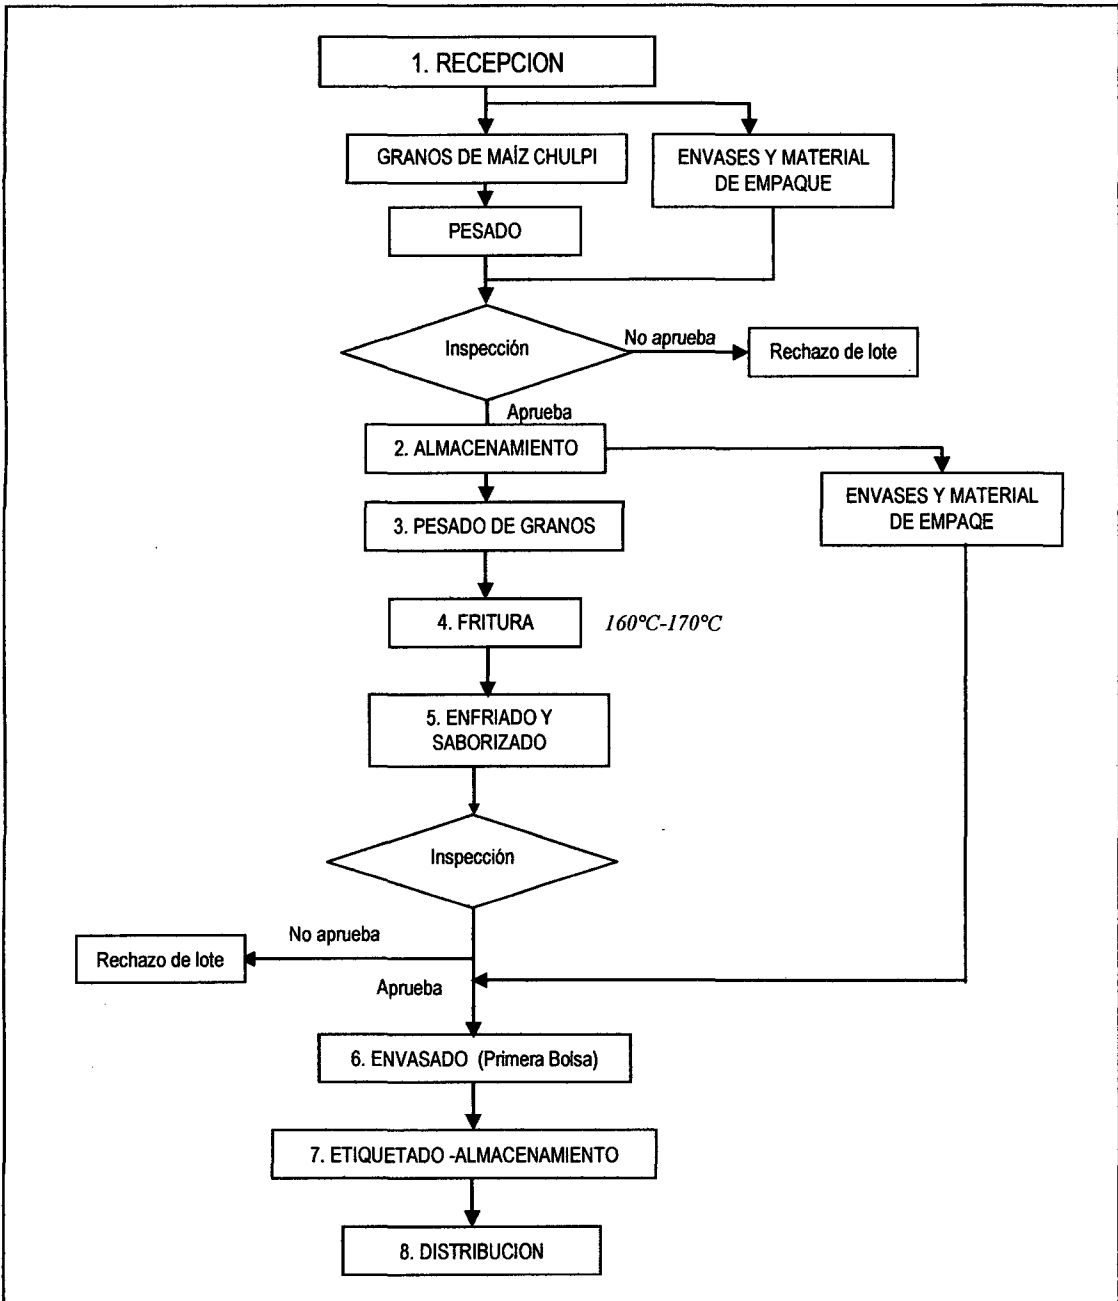 1. RECEPCION
GRANOS DE MAÍZ CHULPI
ENVASES Y MATERIAL
DE EMPAQUE
PESADO
Inspección
No aprueba
Rechazo de lote
Aprueba
2. ALMACENAMIENTO
ENVASES Y MATERIAL
DE EMPAQE
3. PESADO DE GRANOS
4. FRITURA
160°C-170°C
5. ENFRIADO Y
SABORIZADO
Inspección
No aprueba
Rechazo de lote
Aprueba
6. ENVASADO (Primera Bolsa)
7. ETIQUETADO -ALMACENAMIENTO
8. DISTRIBUCION